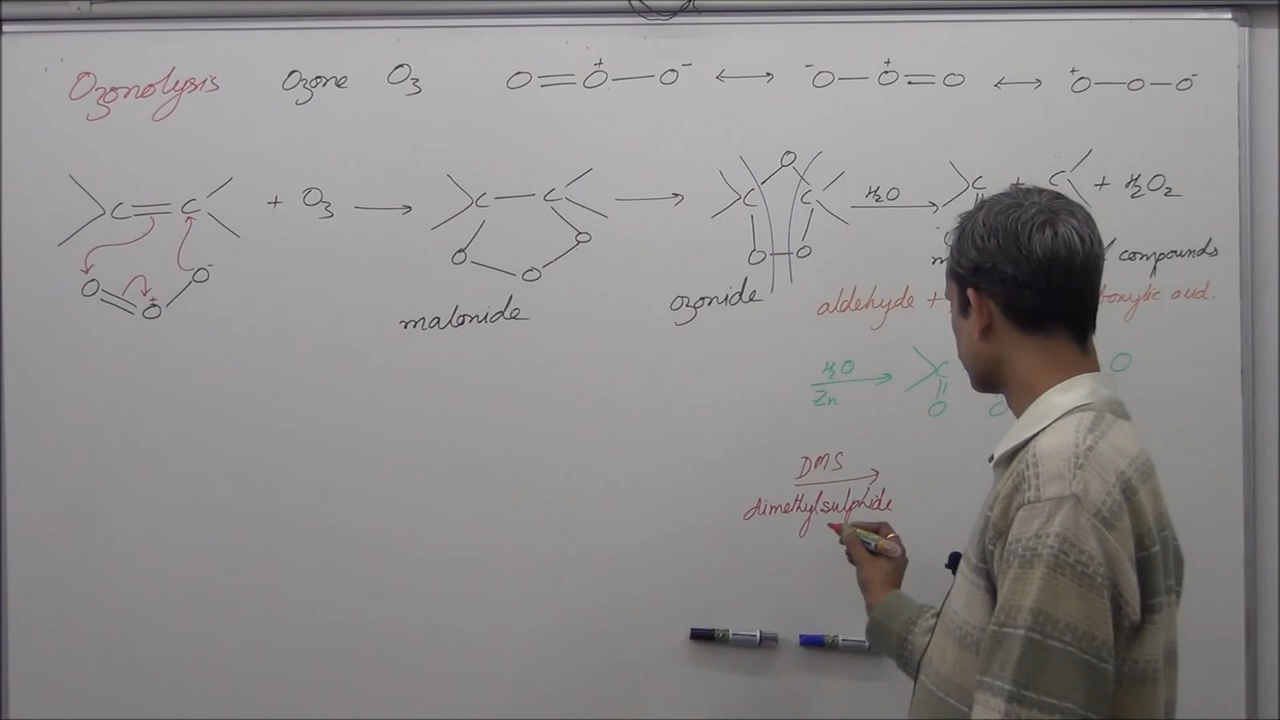 Ozonolysis Ozone O3 O=O⁺—O⁻ ↔ ⁻O—O⁺=O ↔ ⁺O—O—O⁻
C=C + O3 → C—C → C O C H2O → C + C + H2O2
O O⁺ O⁻ O O O O O
malonide ozonide compounds
aldehyde +
H2O Zn → C O O O
DMS →
dimethylsulphide